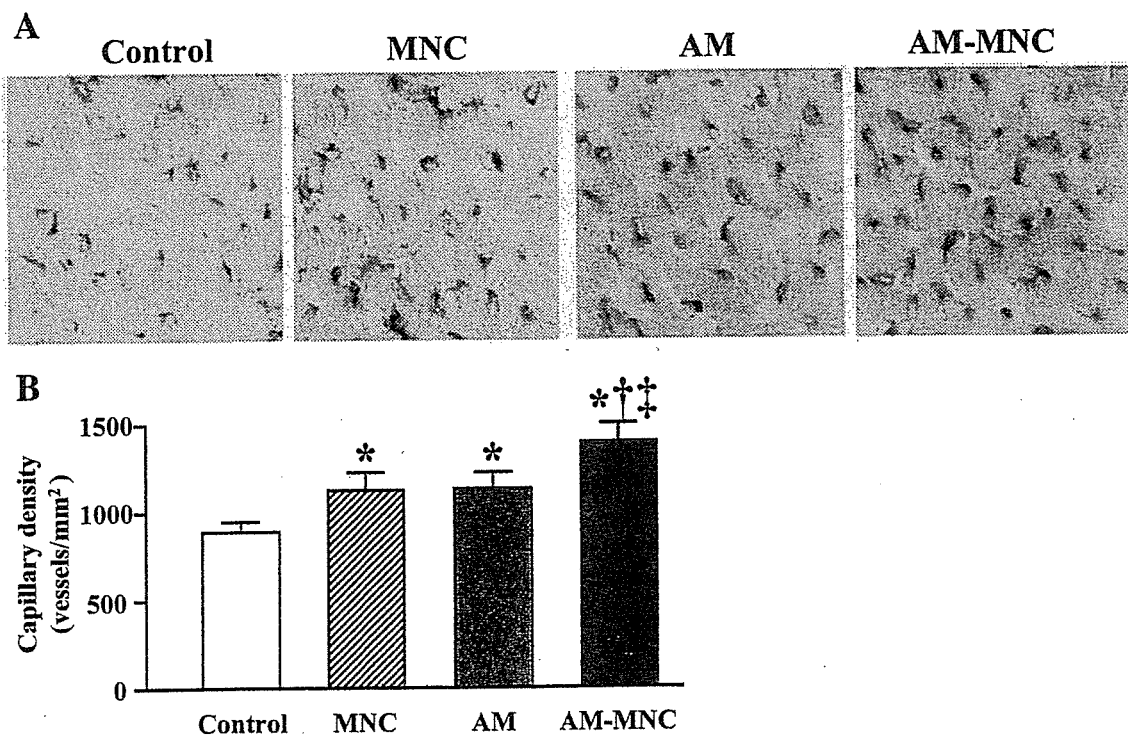 A
Control MNC AM AM-MNC
B
Capillary density
(vessels/mm²)
1500
1000
500
0
* * *†‡
Control MNC AM AM-MNC